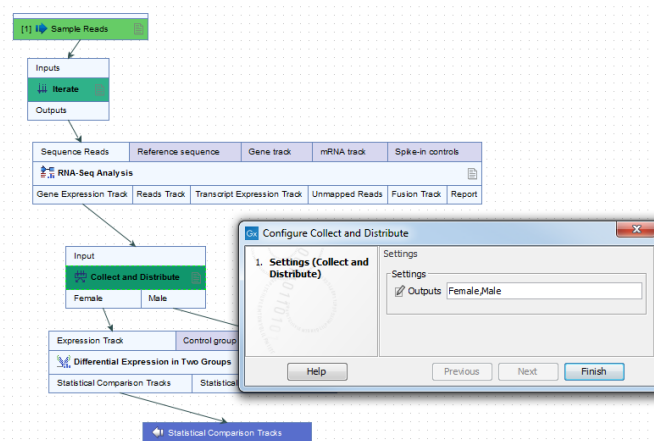 [1] Sample Reads
Inputs
Iterate
Outputs
Sequence Reads Reference sequence Gene track mRNA track Spike-in controls
RNA-Seq Analysis
Gene Expression Track Reads Track Transcript Expression Track Unmapped Reads Fusion Track Report
Gx Configure Collect and Distribute
1. Settings (Collect and
Distribute)
Settings
Settings
Outputs Female,Male
Help Previous Next Finish
Input
Collect and Distribute
Female Male
Expression Track Control group
Differential Expression in Two Groups
Statistical Comparison Tracks Statistical
Statistical Comparison Tracks